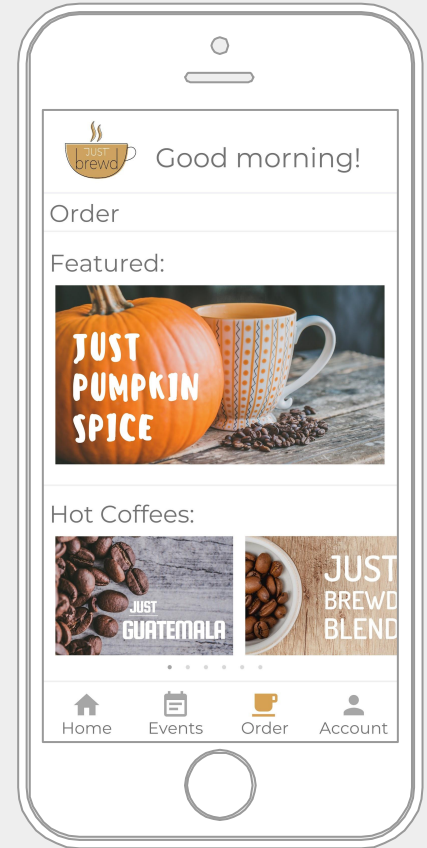 JUST
brewd
Good morning!
Order
Featured:
JUST
PUMPKIN
SPICE
Hot Coffees:
JUST
GUATEMALA
JUST
BREWD
BLEND
Home
Events
Order
Account